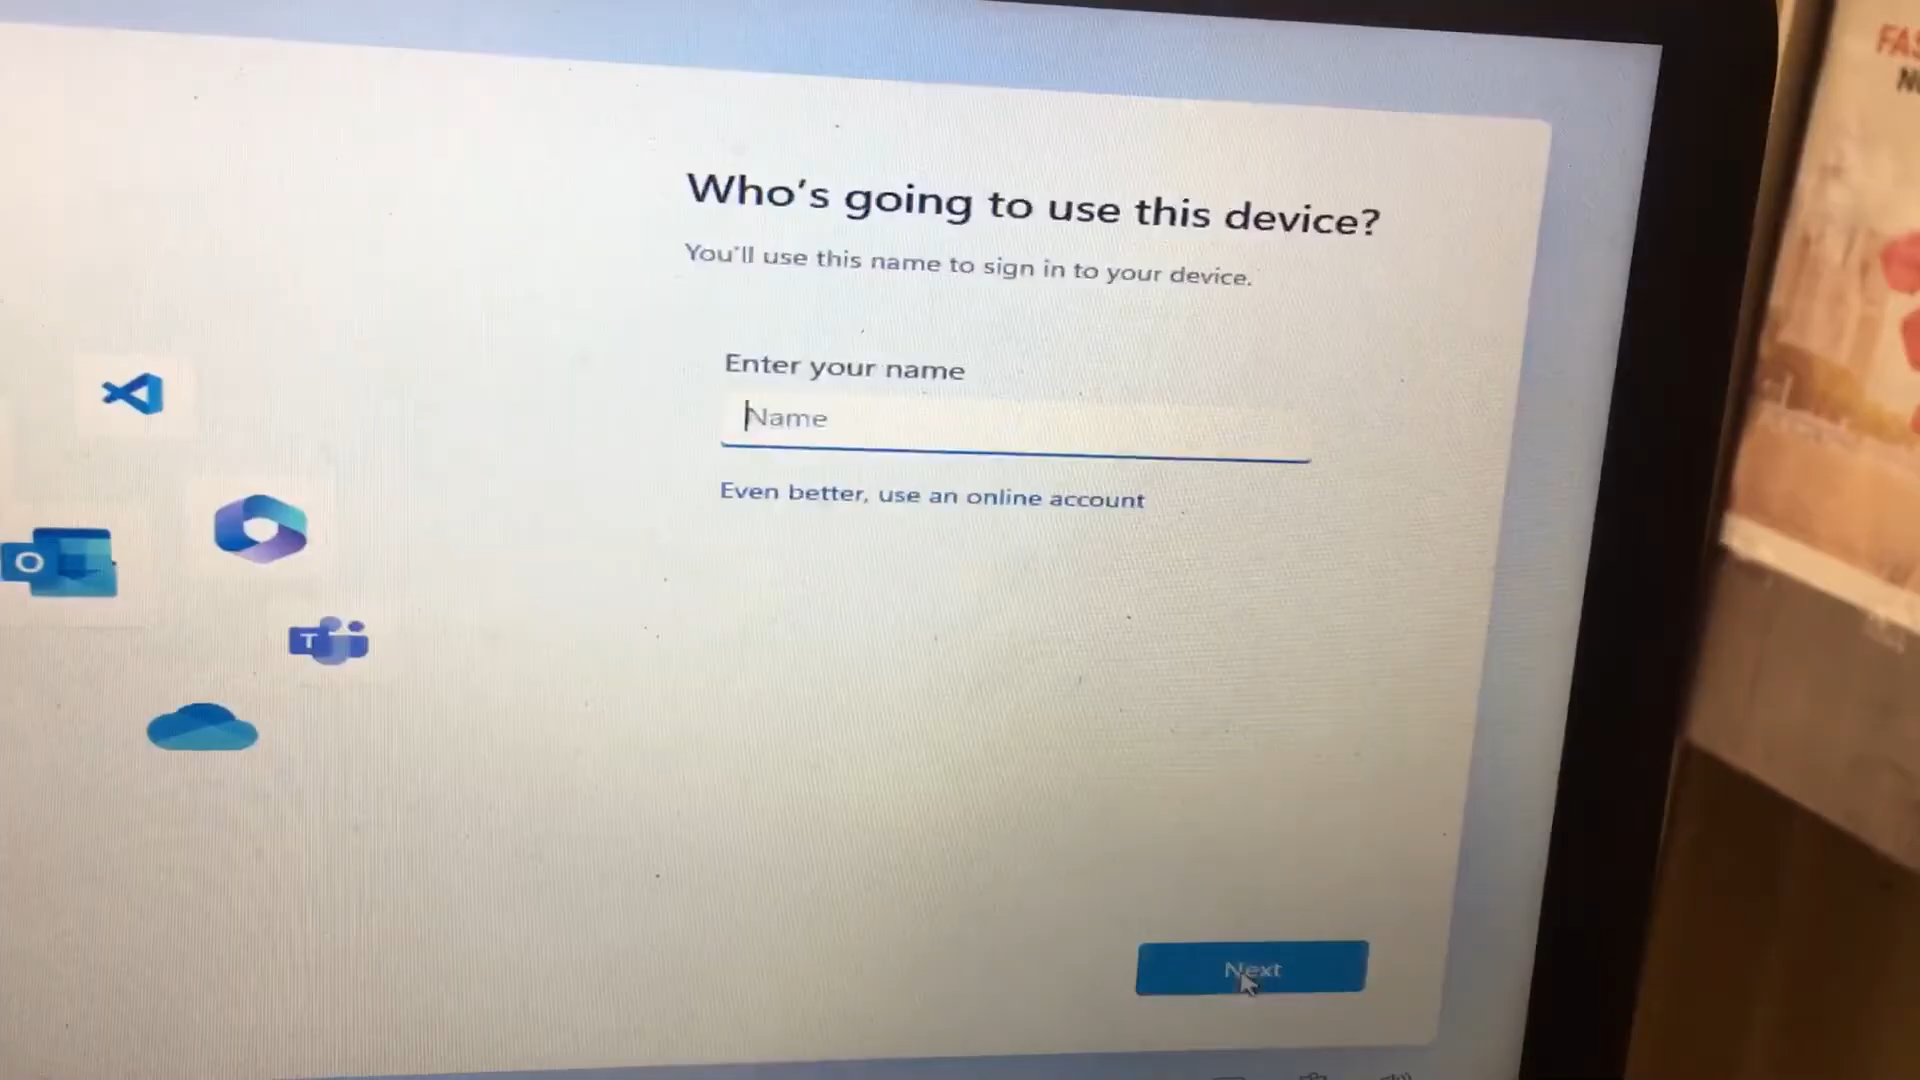 Who's going to use this device?
You'll use this name to sign in to your device.
Enter your name
Name
Even better, use an online account
Next
O
T